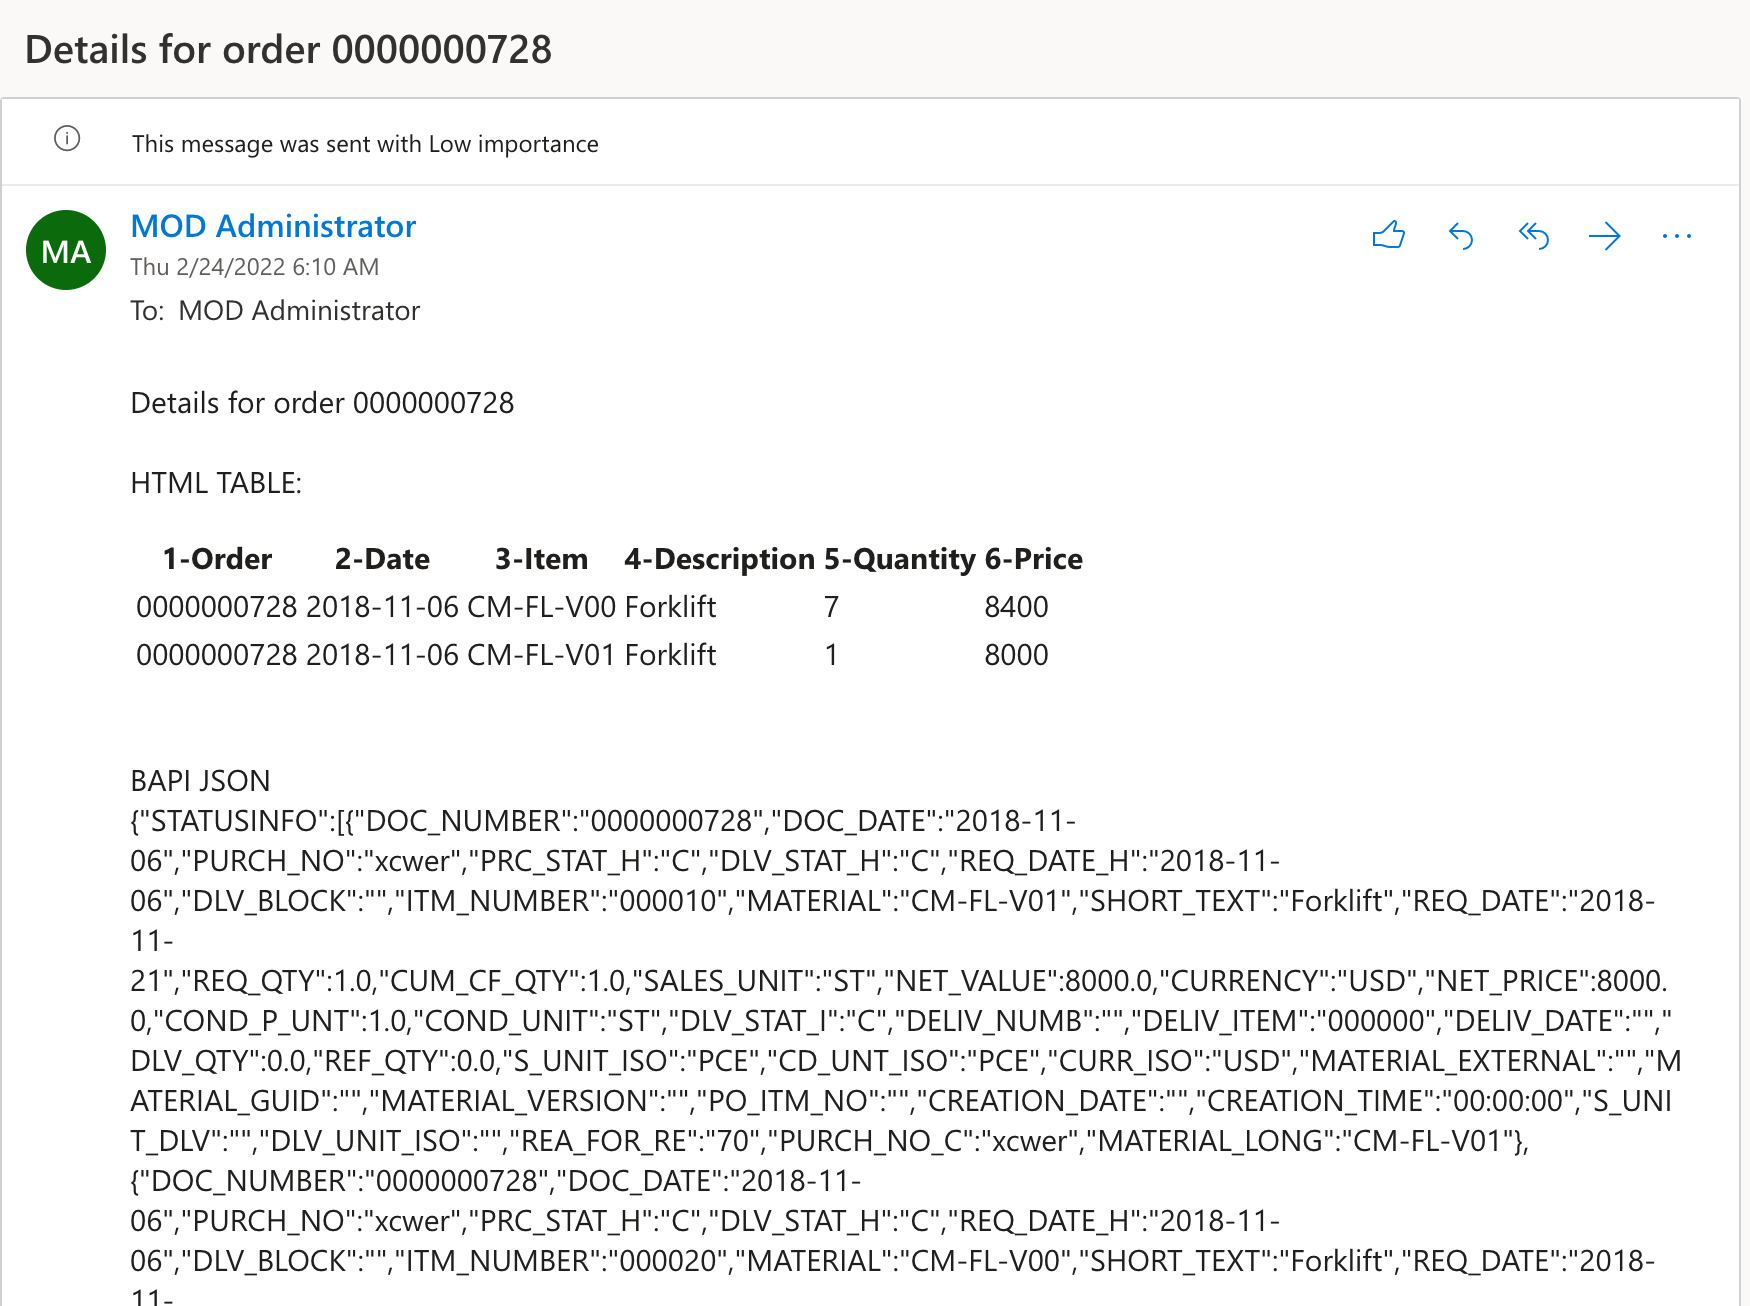 Details for order 0000000728
This message was sent with Low importance
MA
MOD Administrator
Thu 2/24/2022 6:10 AM
To: MOD Administrator
Details for order 0000000728
HTML TABLE:
1-Order 2-Date 3-Item 4-Description 5-Quantity 6-Price
0000000728 2018-11-06 CM-FL-V00 Forklift 7 8400
0000000728 2018-11-06 CM-FL-V01 Forklift 1 8000
BAPI JSON
{"STATUSINFO":[{"DOC_NUMBER":"0000000728","DOC_DATE":"2018-11-
06","PURCH_NO":"xcwer","PRC_STAT_H":"C","DLV_STAT_H":"C","REQ_DATE_H":"2018-11-
06","DLV_BLOCK":"","ITM_NUMBER":"000010","MATERIAL":"CM-FL-V01","SHORT_TEXT":"Forklift","REQ_DATE":"2018-
11-
21","REQ_QTY":1.0,"CUM_CF_QTY":1.0,"SALES_UNIT":"ST","NET_VALUE":8000.0,"CURRENCY":"USD","NET_PRICE":8000.
0,"COND_P_UNT":1.0,"COND_UNIT":"ST","DLV_STAT_I":"C","DELIV_NUMB":"","DELIV_ITEM":"000000","DELIV_DATE":"","
DLV_QTY":0.0,"REF_QTY":0.0,"S_UNIT_ISO":"PCE","CD_UNT_ISO":"PCE","CURR_ISO":"USD","MATERIAL_EXTERNAL":"","M
ATERIAL_GUID":"","MATERIAL_VERSION":"","PO_ITM_NO":"","CREATION_DATE":"","CREATION_TIME":"00:00:00","S_UNI
T_DLV":"","DLV_UNIT_ISO":"","REA_FOR_RE":"70","PURCH_NO_C":"xcwer","MATERIAL_LONG":"CM-FL-V01"},
{"DOC_NUMBER":"0000000728","DOC_DATE":"2018-11-
06","PURCH_NO":"xcwer","PRC_STAT_H":"C","DLV_STAT_H":"C","REQ_DATE_H":"2018-11-
06","DLV_BLOCK":"","ITM_NUMBER":"000020","MATERIAL":"CM-FL-V00","SHORT_TEXT":"Forklift","REQ_DATE":"2018-
11-